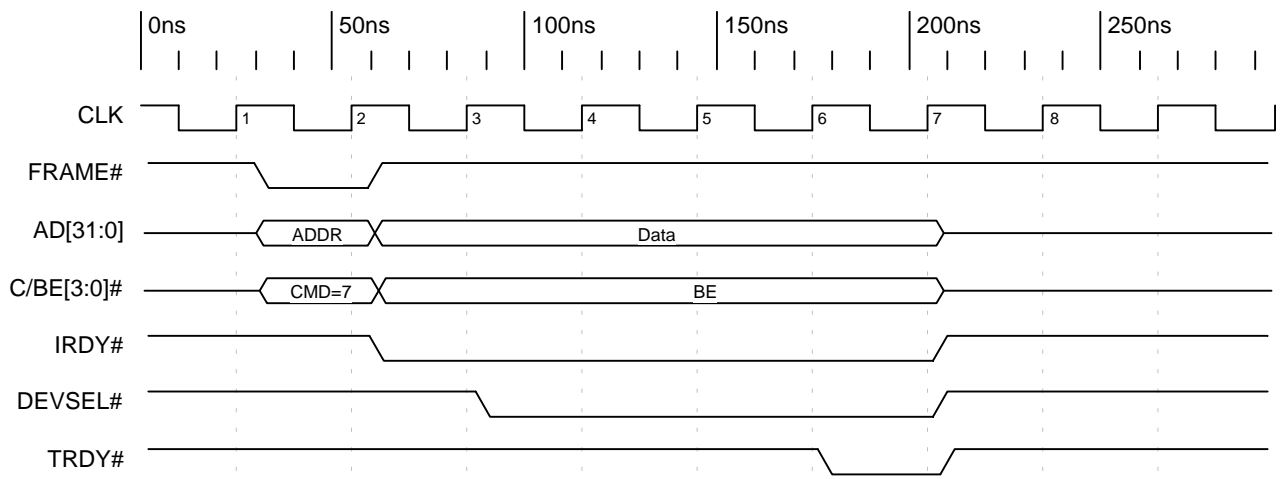 0ns 50ns 100ns 150ns 200ns 250ns
CLK 1 2 3 4 5 6 7 8
FRAME#
AD[31:0] ADDR Data
C/BE[3:0]# CMD=7 BE
IRDY#
DEVSEL#
TRDY#